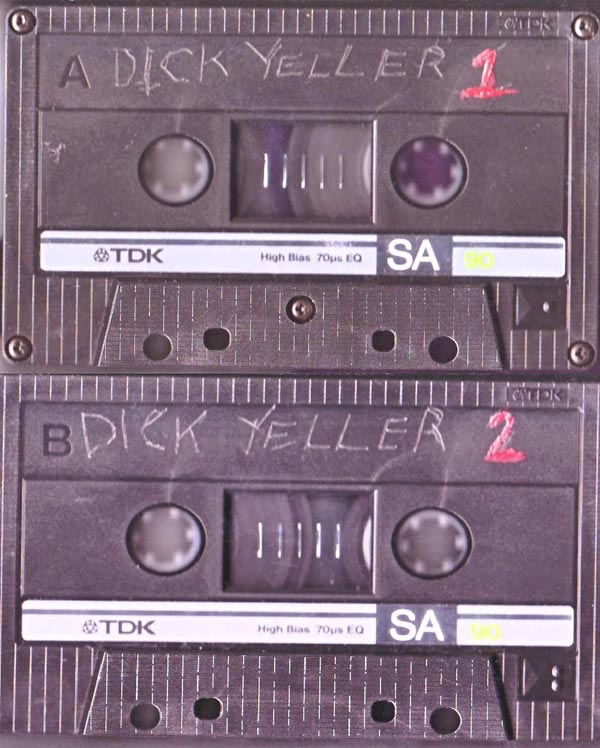 TDK
A DICK YELLER 1
TDK High Bias 70µs EQ SA 90
TDK
B DICK YELLER 2
TDK High Bias 70µs EQ SA 90